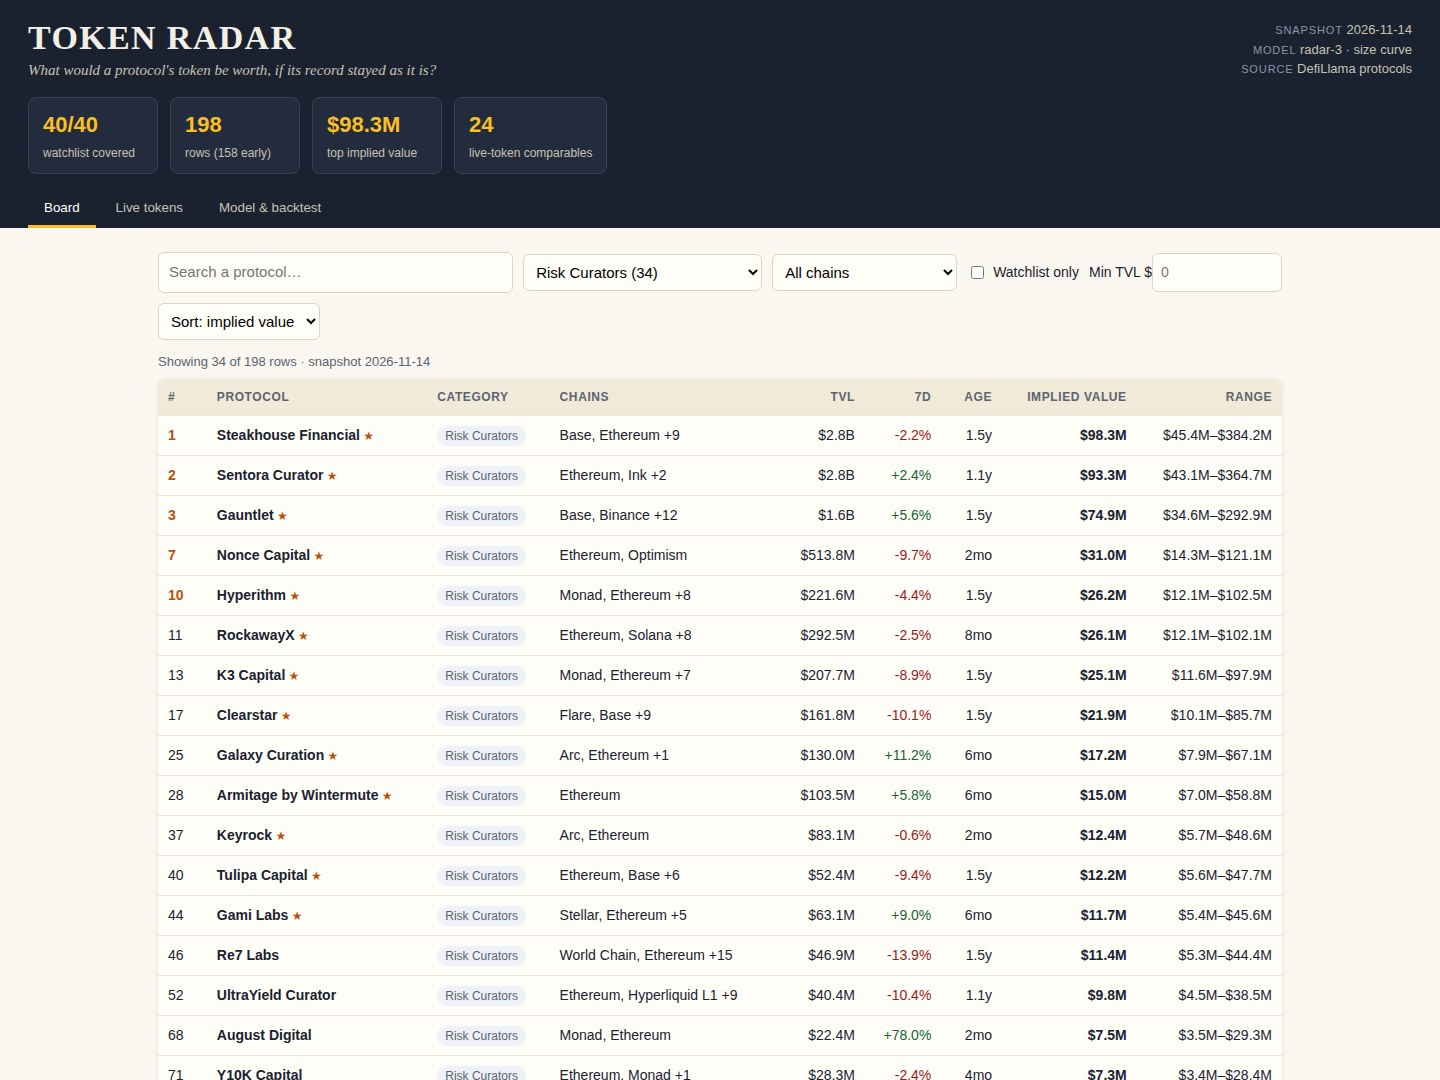 TOKEN RADAR
What would a protocol's token be worth, if its record stayed as it is?
SNAPSHOT 2026-11-14
MODEL radar-3 · size curve
SOURCE DefiLlama protocols
40/40
watchlist covered
198
rows (158 early)
$98.3M
top implied value
24
live-token comparables
Board Live tokens Model & backtest
Search a protocol… Risk Curators (34) All chains Watchlist only Min TVL $ 0
Sort: implied value
Showing 34 of 198 rows · snapshot 2026-11-14
# PROTOCOL CATEGORY CHAINS TVL 7D AGE IMPLIED VALUE RANGE
1 Steakhouse Financial ★ Risk Curators Base, Ethereum +9 $2.8B -2.2% 1.5y $98.3M $45.4M–$384.2M
2 Sentora Curator ★ Risk Curators Ethereum, Ink +2 $2.8B +2.4% 1.1y $93.3M $43.1M–$364.7M
3 Gauntlet ★ Risk Curators Base, Binance +12 $1.6B +5.6% 1.5y $74.9M $34.6M–$292.9M
7 Nonce Capital ★ Risk Curators Ethereum, Optimism $513.8M -9.7% 2mo $31.0M $14.3M–$121.1M
10 Hyperithm ★ Risk Curators Monad, Ethereum +8 $221.6M -4.4% 1.5y $26.2M $12.1M–$102.5M
11 RockawayX ★ Risk Curators Ethereum, Solana +8 $292.5M -2.5% 8mo $26.1M $12.1M–$102.1M
13 K3 Capital ★ Risk Curators Monad, Ethereum +7 $207.7M -8.9% 1.5y $25.1M $11.6M–$97.9M
17 Clearstar ★ Risk Curators Flare, Base +9 $161.8M -10.1% 1.5y $21.9M $10.1M–$85.7M
25 Galaxy Curation ★ Risk Curators Arc, Ethereum +1 $130.0M +11.2% 6mo $17.2M $7.9M–$67.1M
28 Armitage by Wintermute ★ Risk Curators Ethereum $103.5M +5.8% 6mo $15.0M $7.0M–$58.8M
37 Keyrock ★ Risk Curators Arc, Ethereum $83.1M -0.6% 2mo $12.4M $5.7M–$48.6M
40 Tulipa Capital ★ Risk Curators Ethereum, Base +6 $52.4M -9.4% 1.5y $12.2M $5.6M–$47.7M
44 Gami Labs ★ Risk Curators Stellar, Ethereum +5 $63.1M +9.0% 6mo $11.7M $5.4M–$45.6M
46 Re7 Labs Risk Curators World Chain, Ethereum +15 $46.9M -13.9% 1.5y $11.4M $5.3M–$44.4M
52 UltraYield Curator Risk Curators Ethereum, Hyperliquid L1 +9 $40.4M -10.4% 1.1y $9.8M $4.5M–$38.5M
68 August Digital Risk Curators Monad, Ethereum $22.4M +78.0% 2mo $7.5M $3.5M–$29.3M
71 Y10K Capital Risk Curators Ethereum, Monad +1 $28.3M -2.4% 4mo $7.3M $3.4M–$28.4M